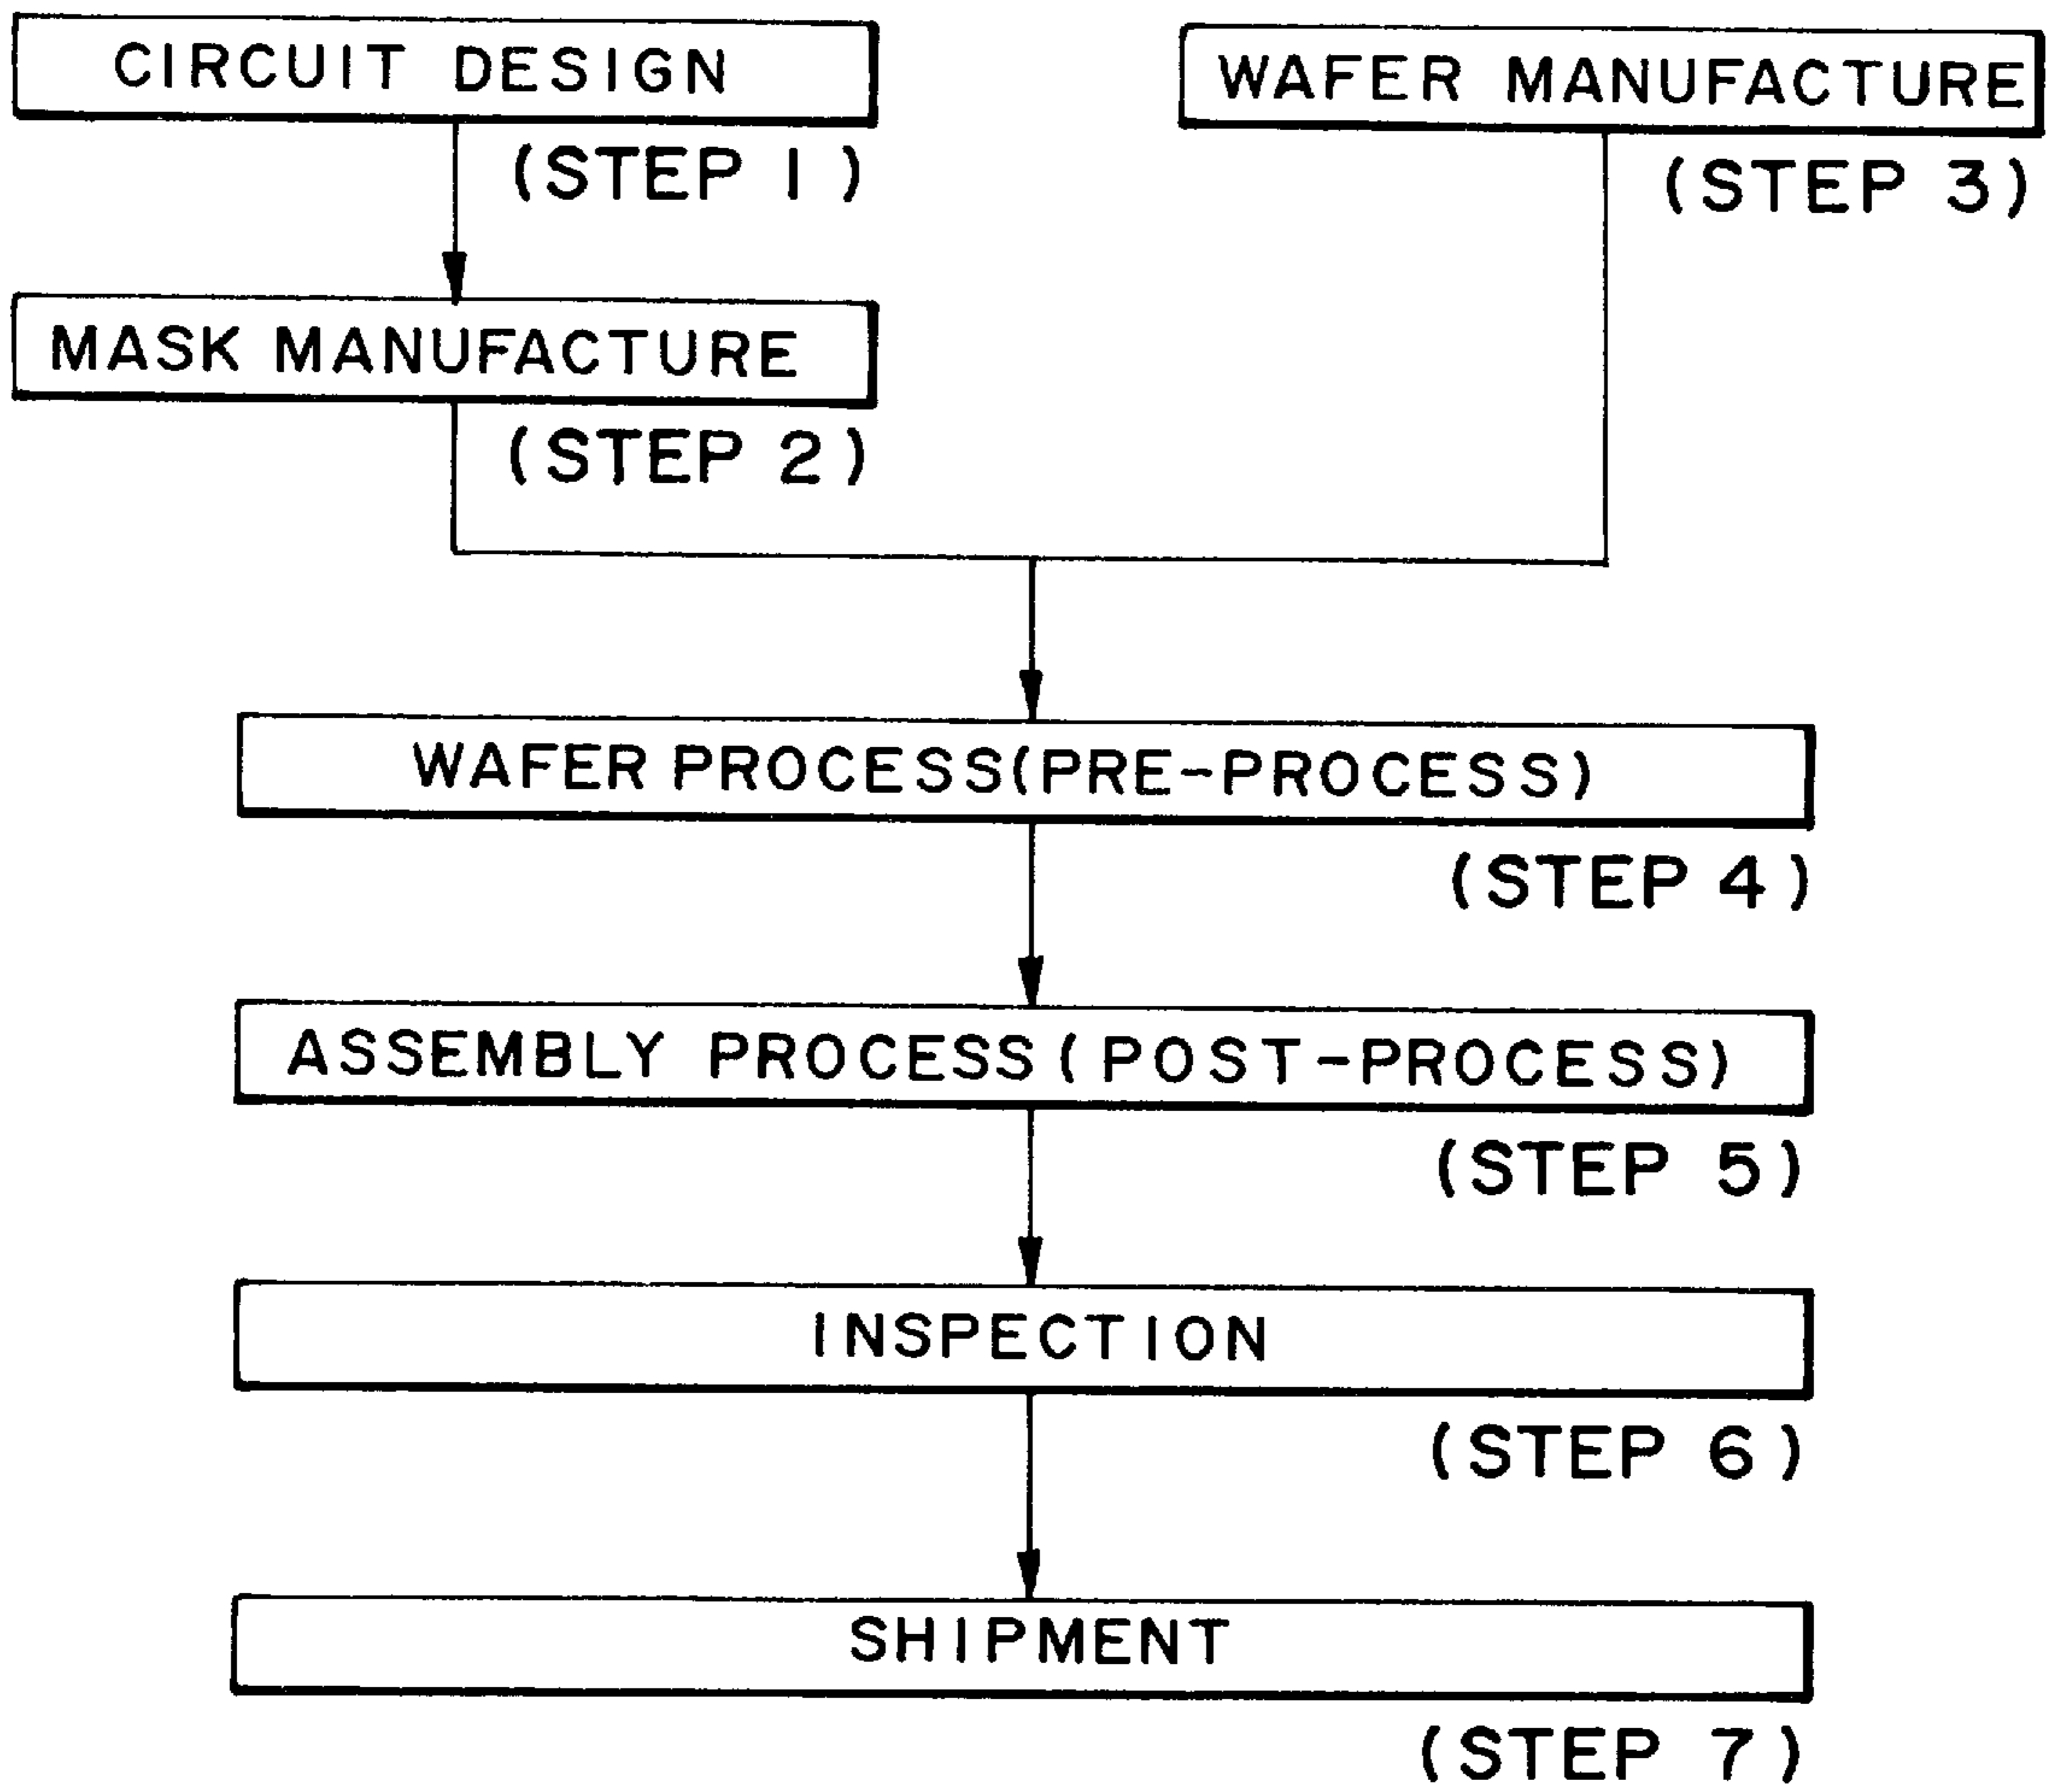 CIRCUIT DESIGN
(STEP 1)
WAFER MANUFACTURE
(STEP 3)
MASK MANUFACTURE
(STEP 2)
WAFER PROCESS(PRE-PROCESS)
(STEP 4)
ASSEMBLY PROCESS(POST-PROCESS)
(STEP 5)
INSPECTION
(STEP 6)
SHIPMENT
(STEP 7)